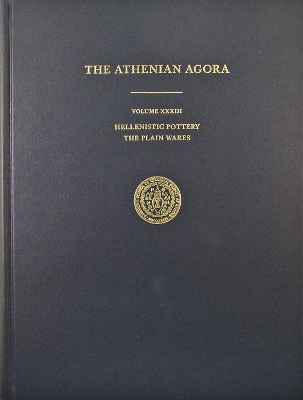 THE ATHENIAN AGORA
VOLUME XXXIII
HELLENISTIC POTTERY
THE PLAIN WARES